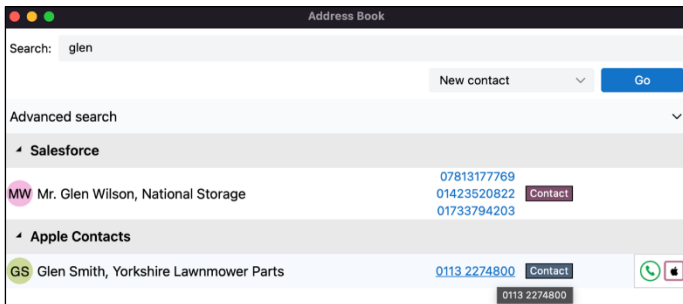 Address Book
Search: glen
New contact Go
Advanced search
Salesforce
07813177769
MW Mr. Glen Wilson, National Storage 01423520822 Contact
01733794203
Apple Contacts
GS Glen Smith, Yorkshire Lawnmower Parts 0113 2274800 Contact
0113 2274800